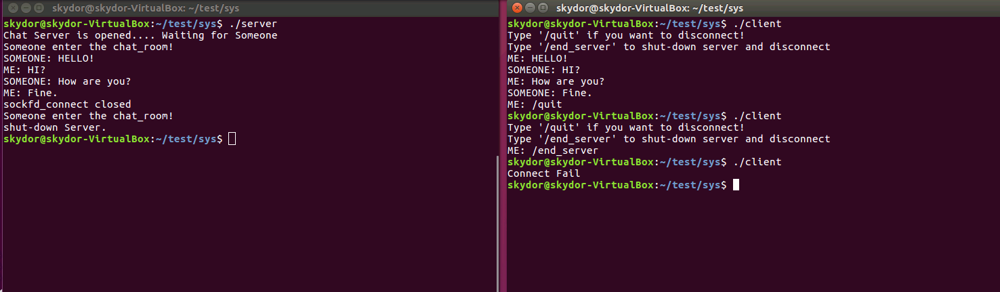 skydor@skydor-VirtualBox: ~/test/sys
skydor@skydor-VirtualBox:~/test/sys$ ./server
Chat Server is opened.... Waiting for Someone
Someone enter the chat_room!
SOMEONE: HELLO!
ME: HI?
SOMEONE: How are you?
ME: Fine.
sockfd_connect closed
Someone enter the chat_room!
shut-down Server.
skydor@skydor-VirtualBox:~/test/sys$
skydor@skydor-VirtualBox: ~/test/sys
skydor@skydor-VirtualBox:~/test/sys$ ./client
Type '/quit' if you want to disconnect!
Type '/end_server' to shut-down server and disconnect
ME: HELLO!
SOMEONE: HI?
ME: How are you?
SOMEONE: Fine.
ME: /quit
skydor@skydor-VirtualBox:~/test/sys$ ./client
Type '/quit' if you want to disconnect!
Type '/end_server' to shut-down server and disconnect
ME: /end_server
skydor@skydor-VirtualBox:~/test/sys$ ./client
Connect Fail
skydor@skydor-VirtualBox:~/test/sys$